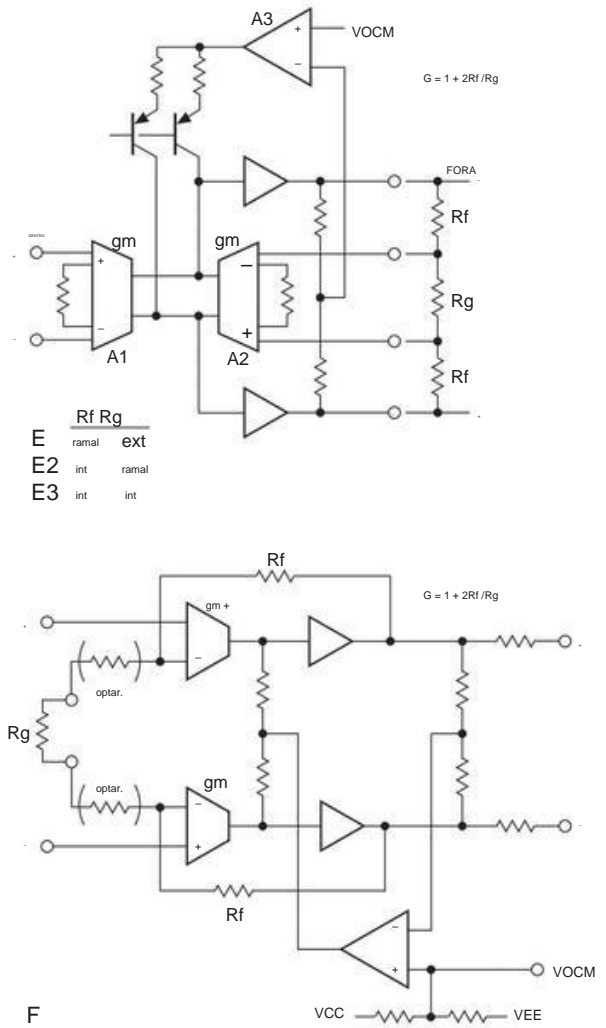 A3
+
VOCM
−
G = 1 + 2Rf /Rg
FORA
Rf
DENTRO
gm
gm
+
−
Rg
−
+
A1
A2
Rf
Rf Rg
E ramal ext
E2 int ramal
E3 int int
Rf
G = 1 + 2Rf /Rg
gm +
−
optar.
Rg
gm
optar.
−
+
Rf
−
+
VOCM
VCC
VEE
F